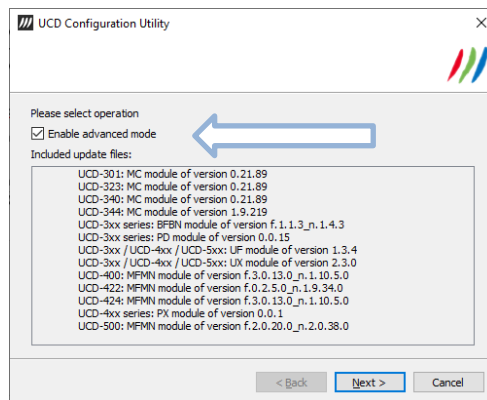 UCD Configuration Utility
Please select operation
Enable advanced mode
Included update files:
UCD-301: MC module of version 0.21.89
UCD-323: MC module of version 0.21.89
UCD-340: MC module of version 0.21.89
UCD-344: MC module of version 1.9.219
UCD-3xx series: BFBN module of version f.1.1.3_n.1.4.3
UCD-3xx series: PD module of version 0.0.15
UCD-3xx / UCD-4xx / UCD-5xx: UF module of version 1.3.4
UCD-3xx / UCD-4xx / UCD-5xx: UX module of version 2.3.0
UCD-400: MFMN module of version f.3.0.13.0_n.1.10.5.0
UCD-422: MFMN module of version f.0.2.5.0_n.1.9.34.0
UCD-424: MFMN module of version f.3.0.13.0_n.1.10.5.0
UCD-4xx series: PX module of version 0.0.1
UCD-500: MFMN module of version f.2.0.20.0_n.2.0.38.0
< Back Next > Cancel